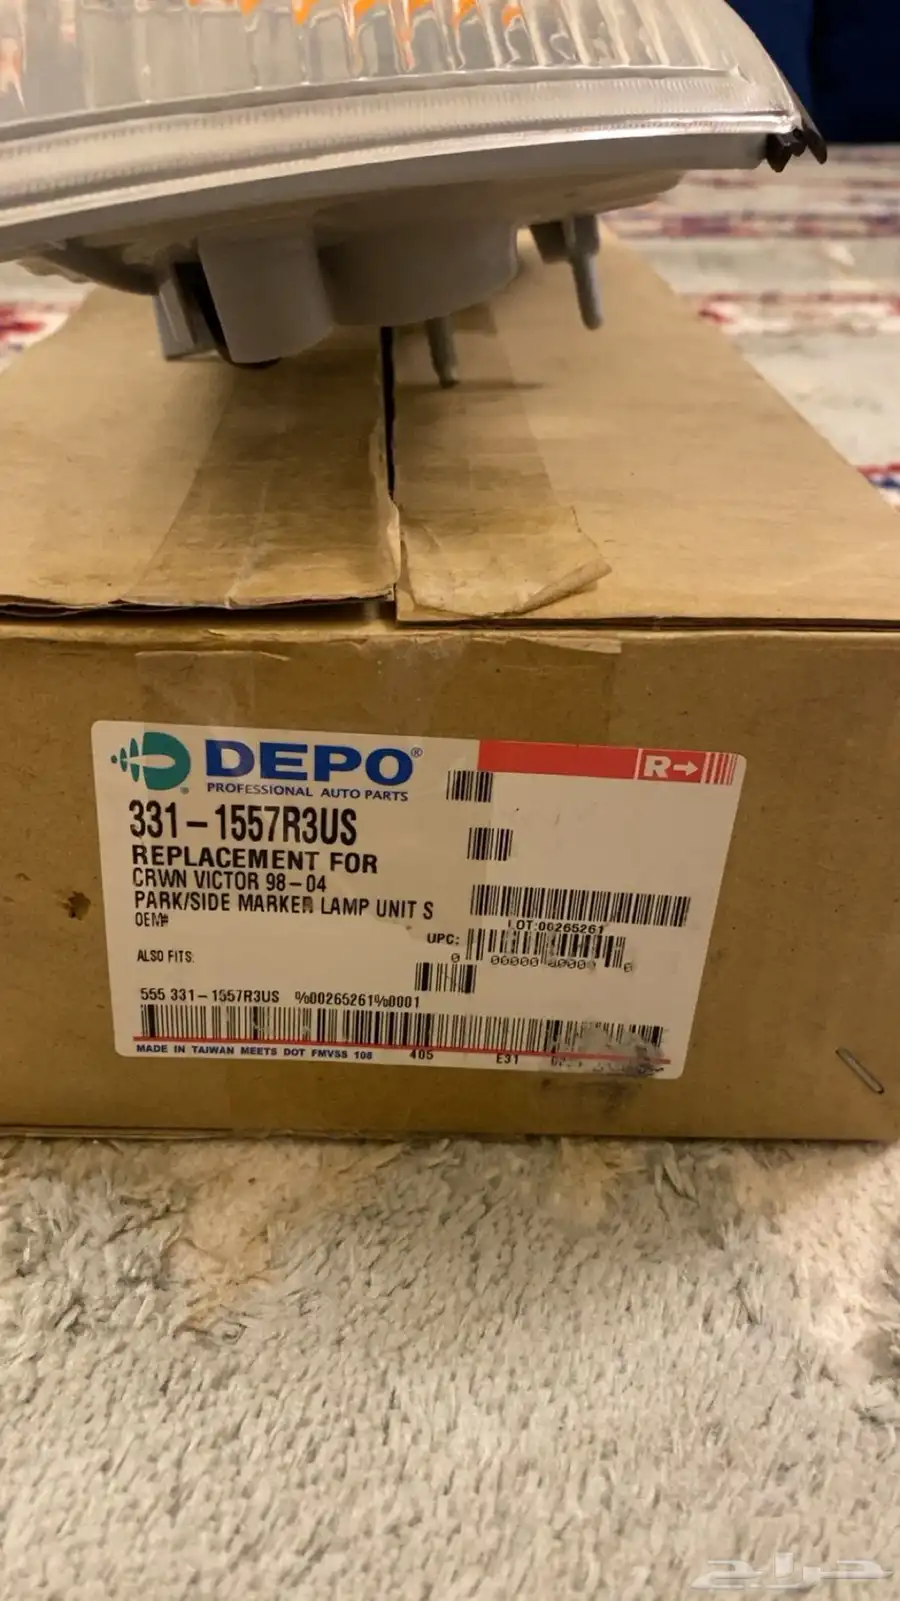 DEPO®
PROFESSIONAL AUTO PARTS
R→
331-1557R3US
REPLACEMENT FOR
CRWN VICTOR 98-04
PARK/SIDE MARKER LAMP UNIT S
OEM#
LOT:00265261
UPC:
ALSO FITS:
555 331-1557R3US %00265261%0001
MADE IN TAIWAN MEETS DOT FMVSS 108 405 E31
حراج